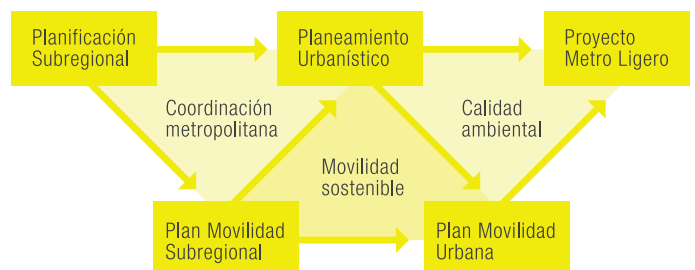 Planificación
Subregional
Planeamiento
Urbanístico
Proyecto
Metro Ligero
Coordinación
metropolitana
Calidad
ambiental
Movilidad
sostenible
Plan Movilidad
Subregional
Plan Movilidad
Urbana